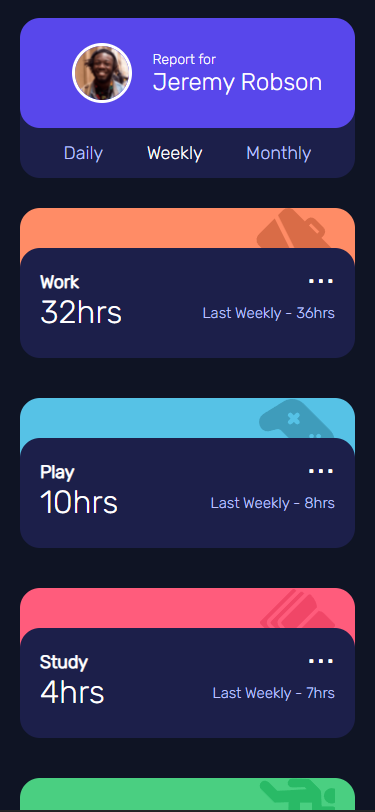 Report for
Jeremy Robson
Daily Weekly Monthly
Work
32hrs
Last Weekly - 36hrs
Play
10hrs
Last Weekly - 8hrs
Study
4hrs
Last Weekly - 7hrs